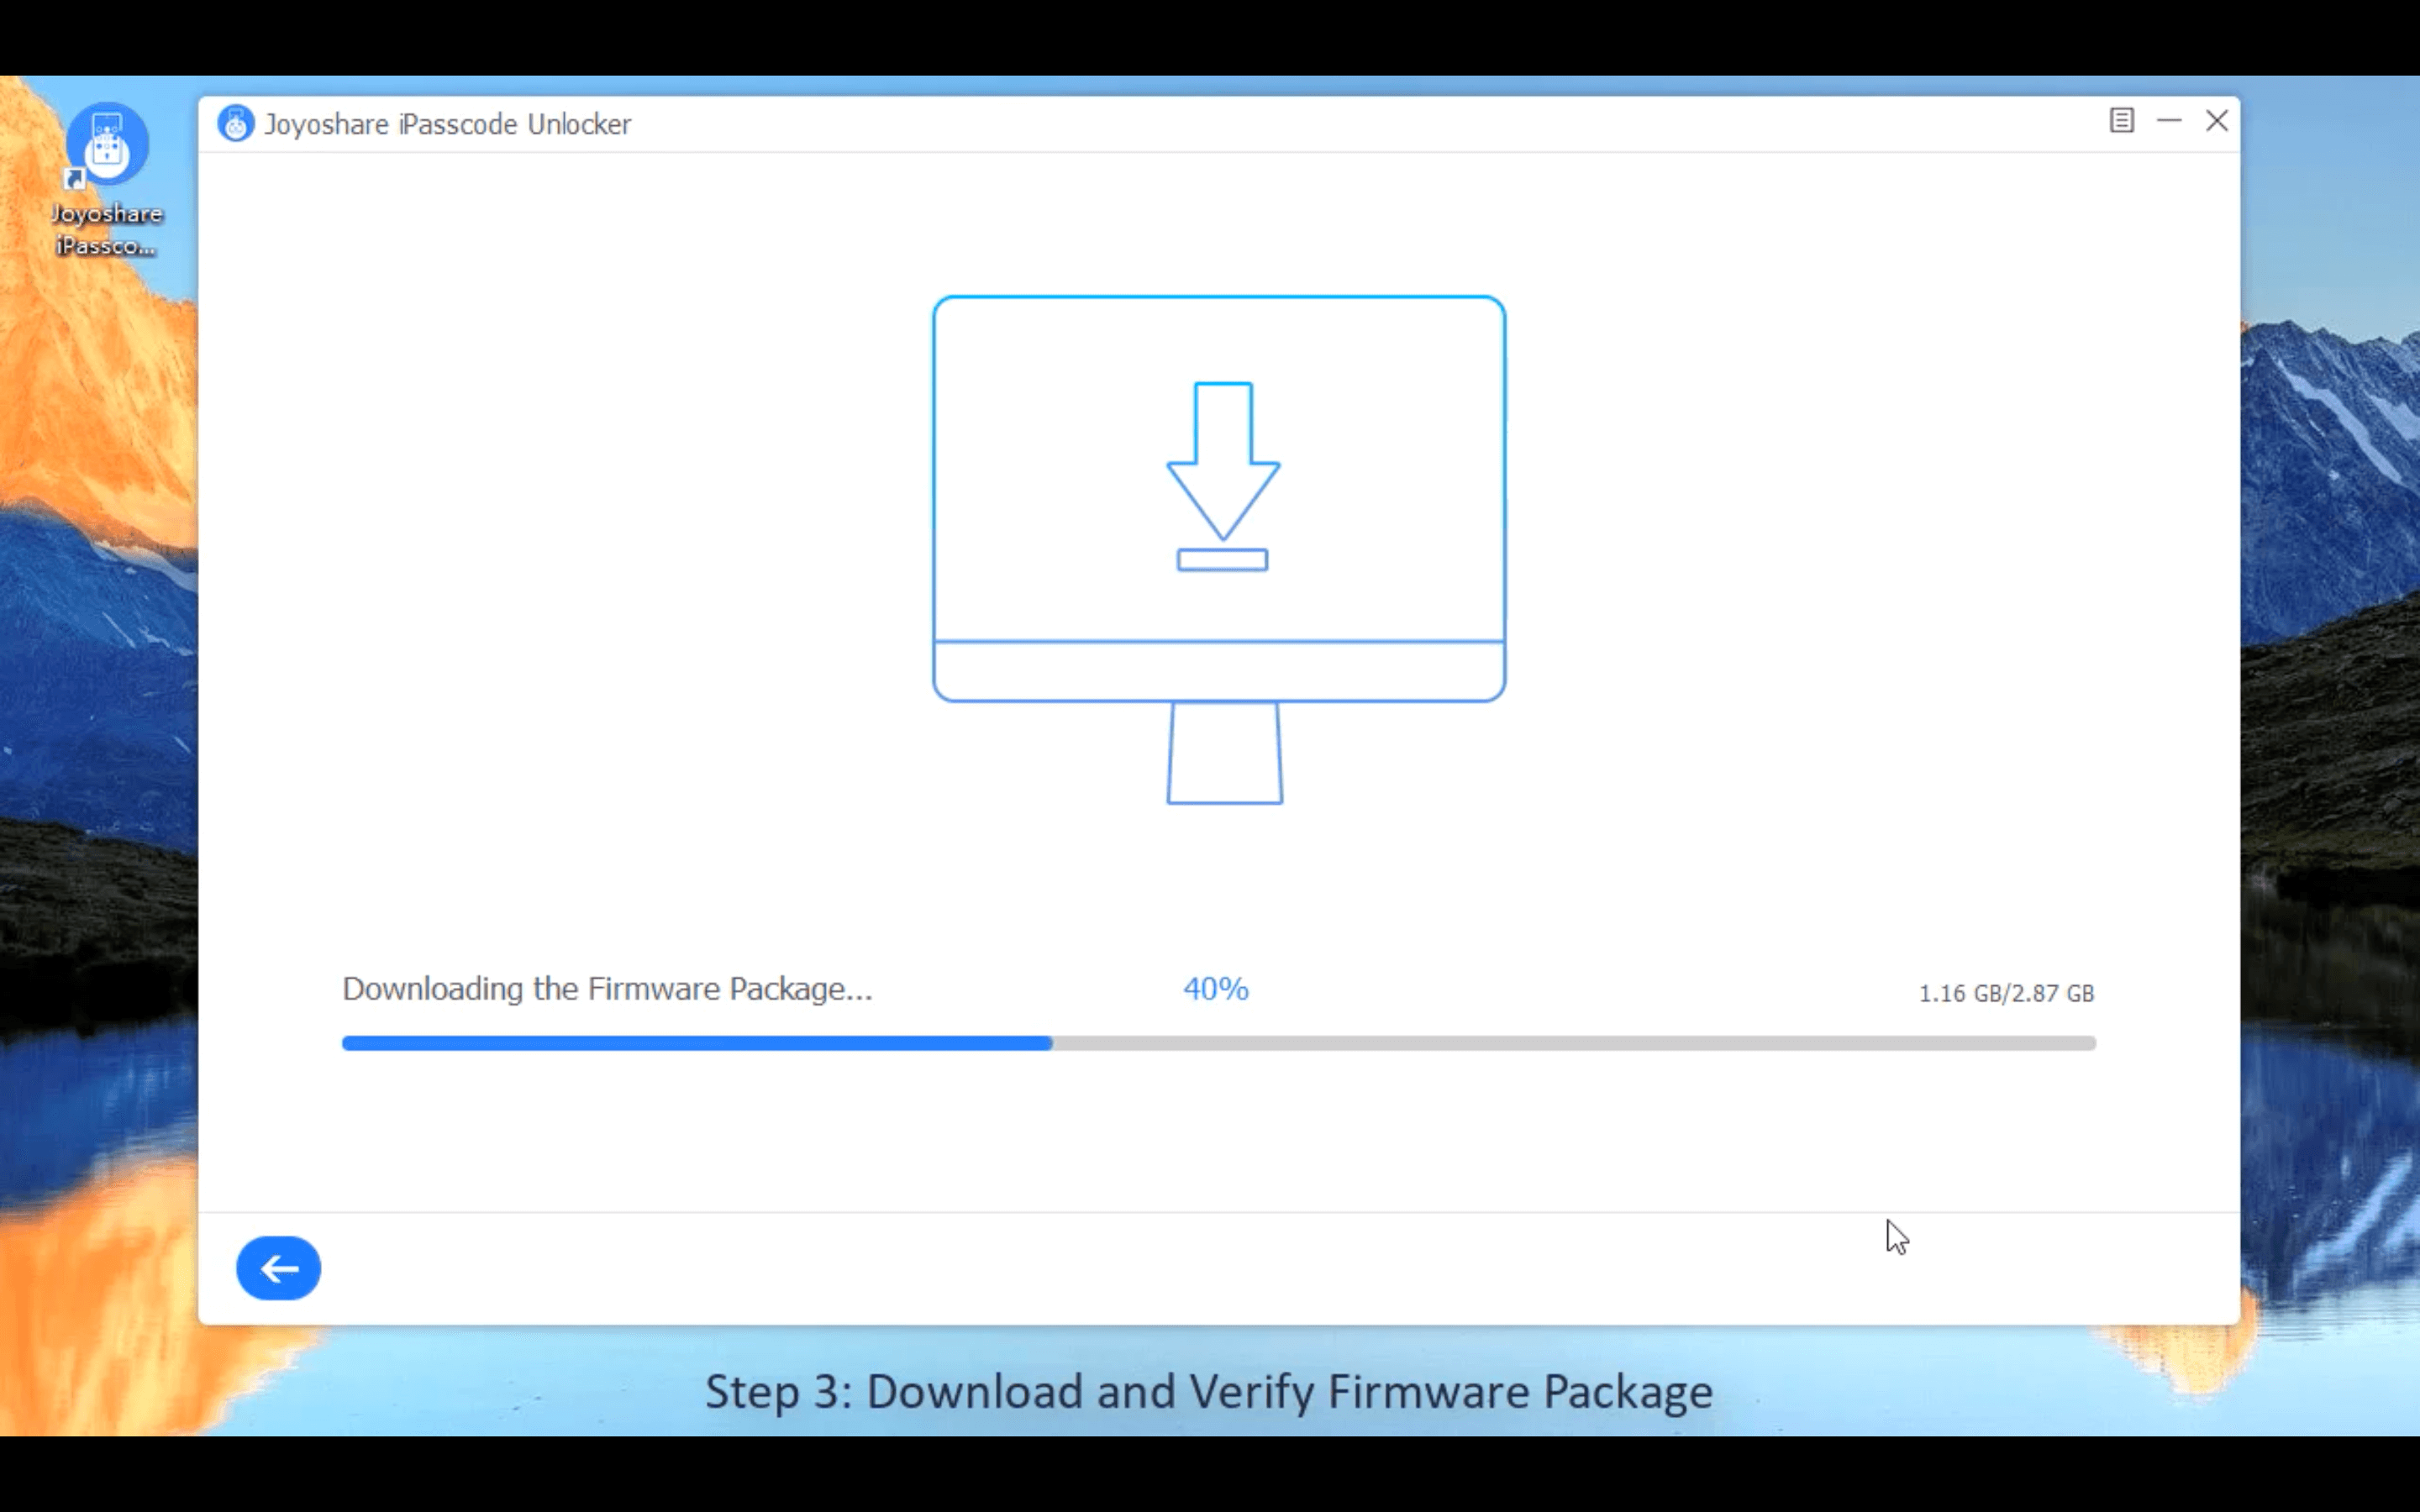 Joyoshare iPasscode Unlocker
Joyoshare
iPassco...
Downloading the Firmware Package...
40%
1.16 GB/2.87 GB
Step 3: Download and Verify Firmware Package